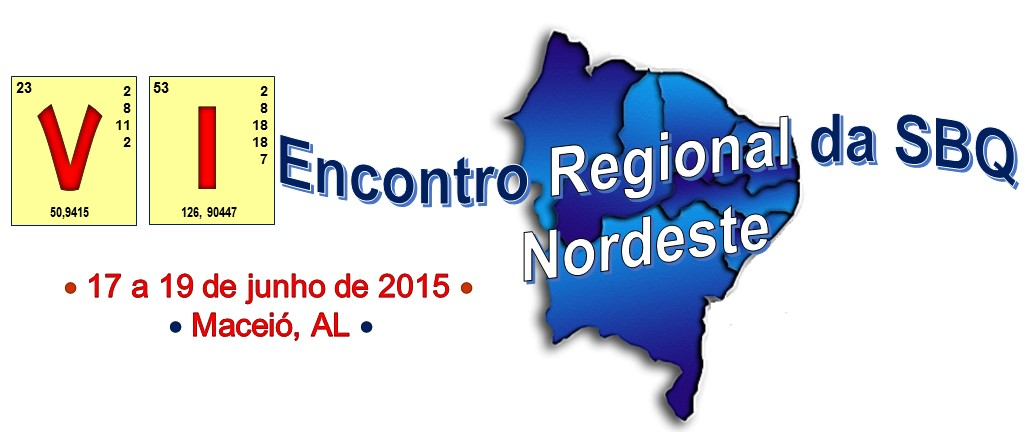 23
2
8
11
2
V
50,9415
53
2
8
18
18
7
I
126, 90447
Encontro Regional da SBQ
Nordeste
• 17 a 19 de junho de 2015 •
• Maceió, AL •